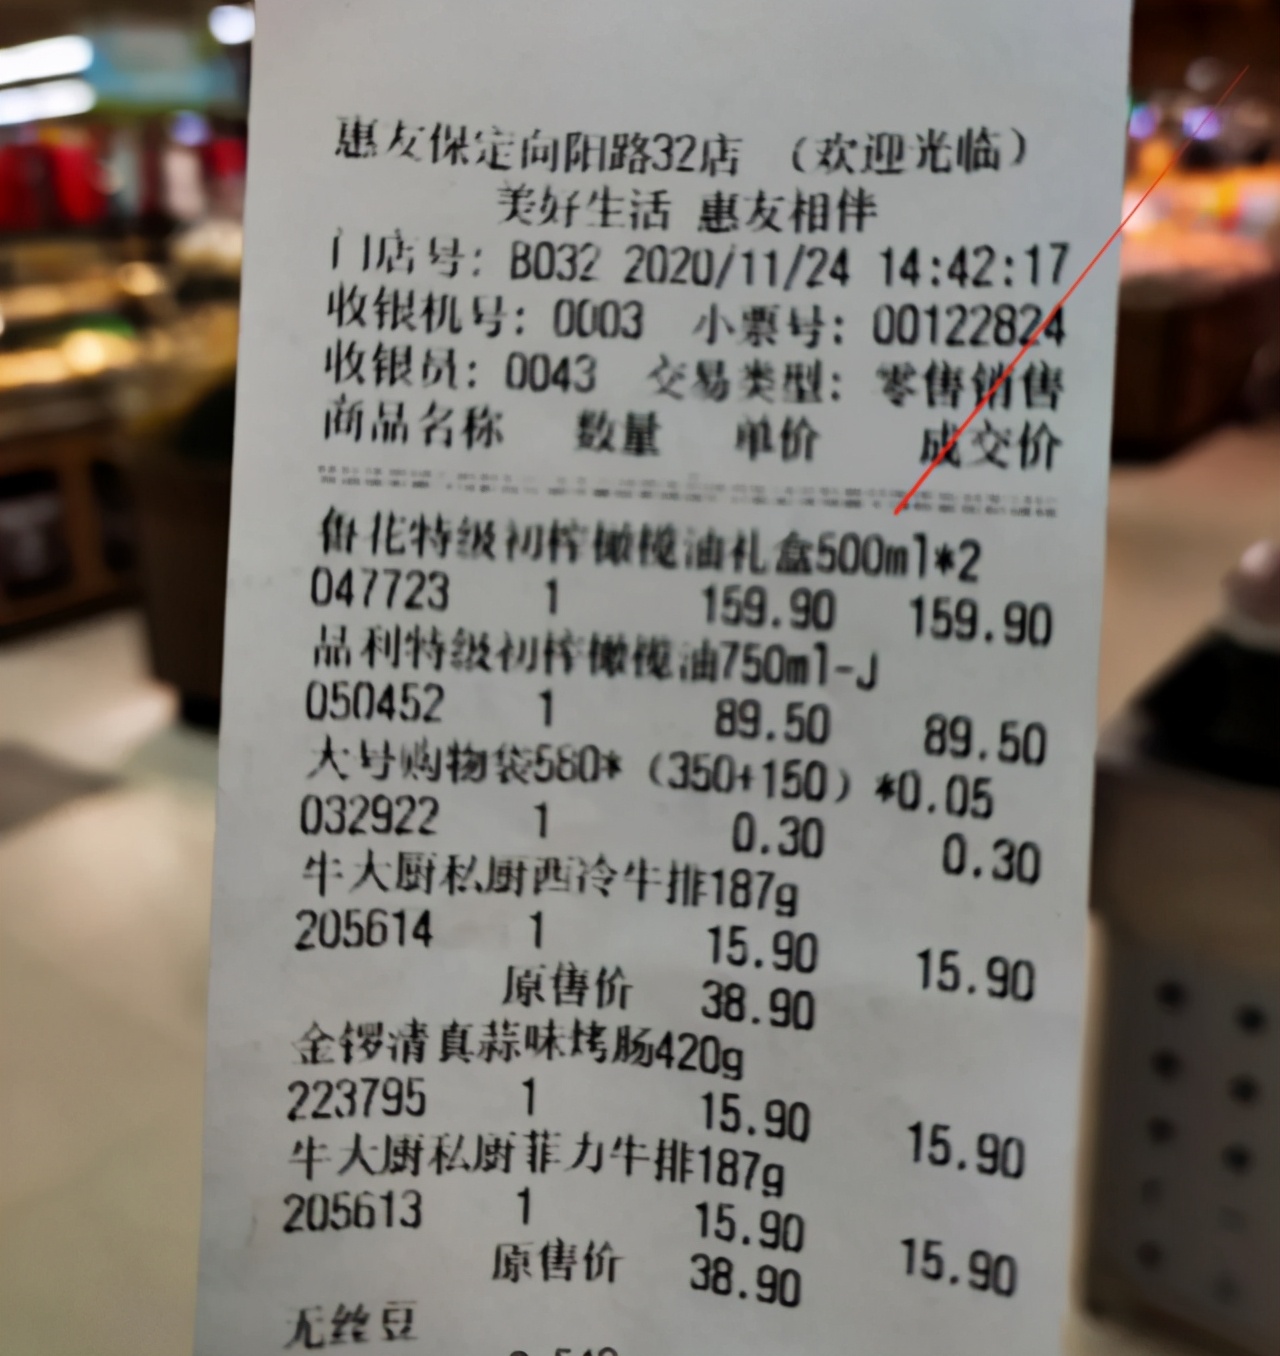 惠友保定向阳路32店 (欢迎光临)
美好生活 惠友相伴
门店号: B032 2020/11/24 14:42:17
收银机号: 0003 小票号: 00122824
收银员: 0043 交易类型: 零售销售
商品名称 数量 单价 成交价
鲁花特级初榨橄榄油礼盒500ml*2
047723 1 159.90 159.90
品利特级初榨橄榄油750ml-J
050452 1 89.50 89.50
大号购物袋580*(350+150)*0.05
032922 1 0.30 0.30
牛大厨私厨西冷牛排187g
205614 1 15.90 15.90
原售价 38.90
金锣清真蒜味烤肠420g
223795 1 15.90 15.90
牛大厨私厨菲力牛排187g
205613 1 15.90 15.90
原售价 38.90
无丝豆